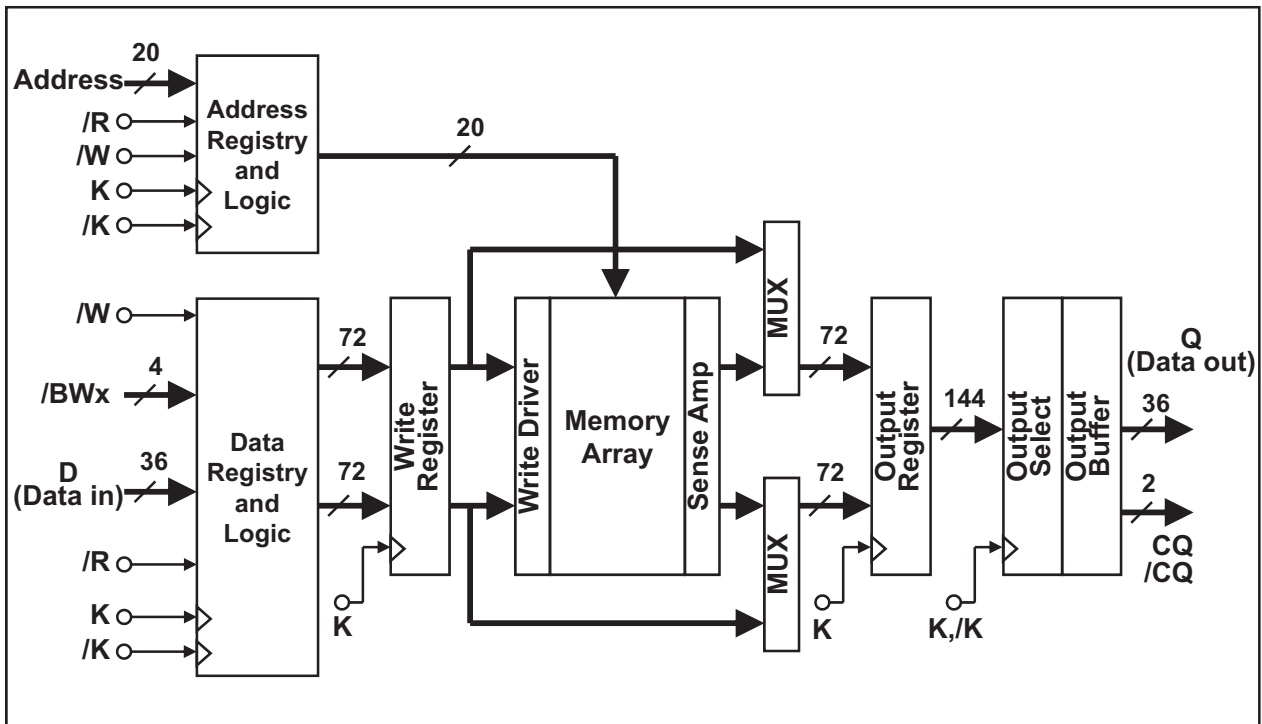 20
Address
/R
/W
K
/K
Address
Registry
and
Logic
20
/W
/BWx
4
D
(Data in)
36
/R
K
/K
Data
Registry
and
Logic
72
72
Write
Register
K
Write Driver
Memory
Array
Sense Amp
MUX
72
MUX
72
Output
Register
K
144
Output
Select
K,/K
Output
Buffer
Q
(Data out)
36
2
CQ
/CQ